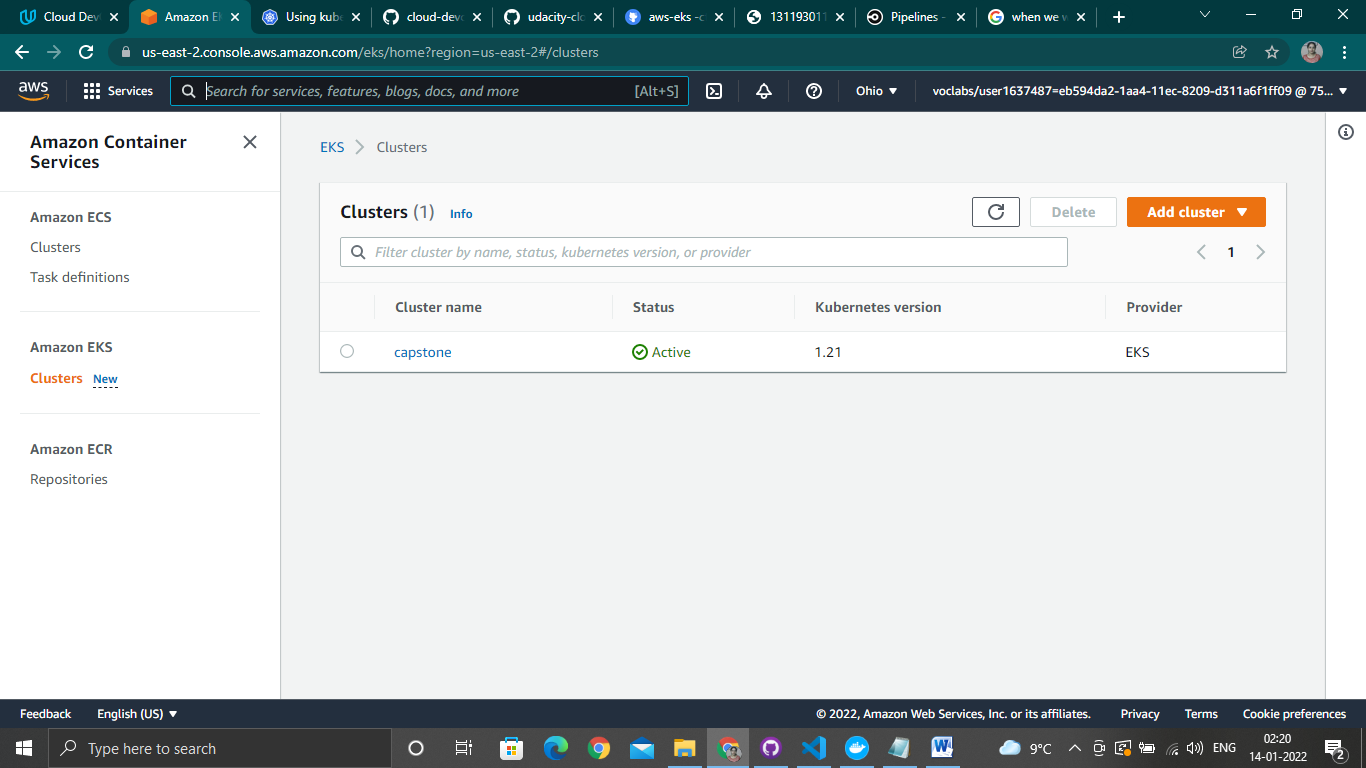 Cloud Dev
Amazon EK
Using kube
cloud-devo
udacity-clo
aws-eks -c
131193011
Pipelines -
when we w
us-east-2.console.aws.amazon.com/eks/home?region=us-east-2#/clusters
aws
Services
Search for services, features, blogs, docs, and more
[Alt+S]
Ohio
voclabs/user1637487=eb594da2-1aa4-11ec-8209-d311a6f1ff09 @ 75...
Amazon Container
Services
Amazon ECS
Clusters
Task definitions
Amazon EKS
Clusters New
Amazon ECR
Repositories
EKS > Clusters
Clusters (1) Info
Delete
Add cluster
Filter cluster by name, status, kubernetes version, or provider
1
Cluster name Status Kubernetes version Provider
capstone Active 1.21 EKS
Feedback English (US)
© 2022, Amazon Web Services, Inc. or its affiliates. Privacy Terms Cookie preferences
Type here to search
9°C
ENG
02:20
14-01-2022
2